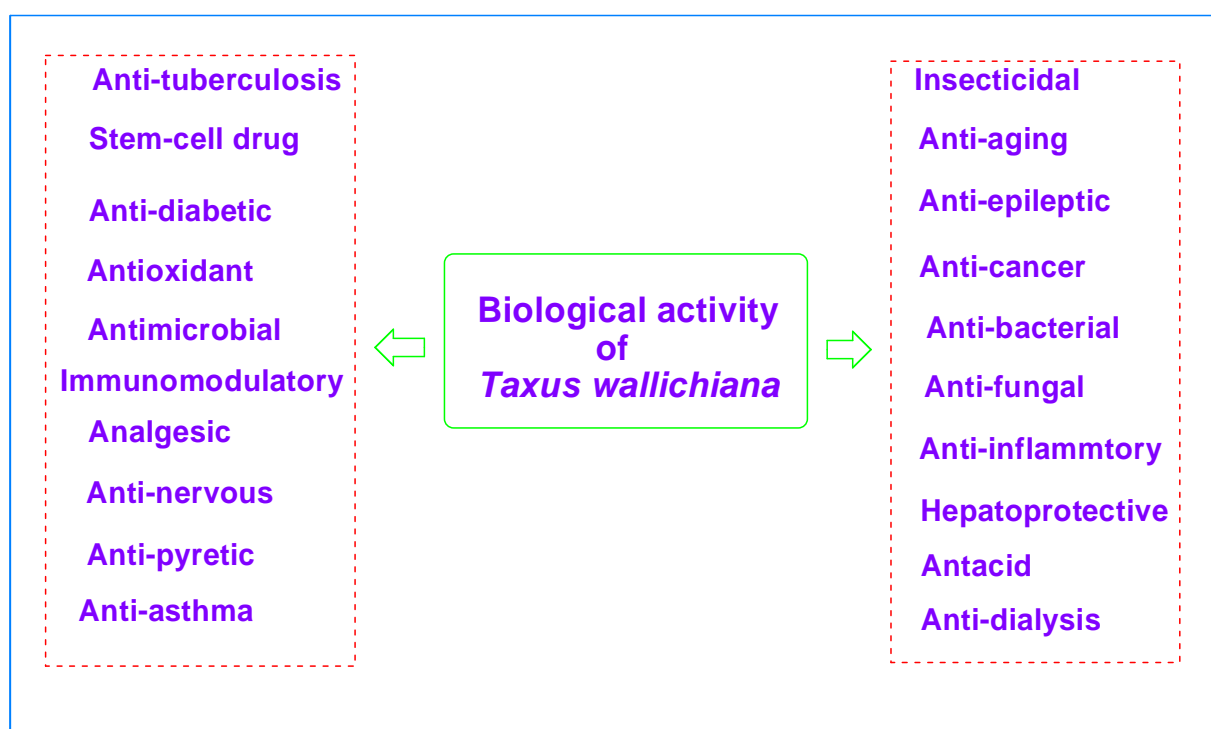 Anti-tuberculosis
Stem-cell drug
Anti-diabetic
Antioxidant
Antimicrobial
Immunomodulatory
Analgesic
Anti-nervous
Anti-pyretic
Anti-asthma
Biological activity
of
Taxus wallichiana
Insecticidal
Anti-aging
Anti-epileptic
Anti-cancer
Anti-bacterial
Anti-fungal
Anti-inflammtory
Hepatoprotective
Antacid
Anti-dialysis